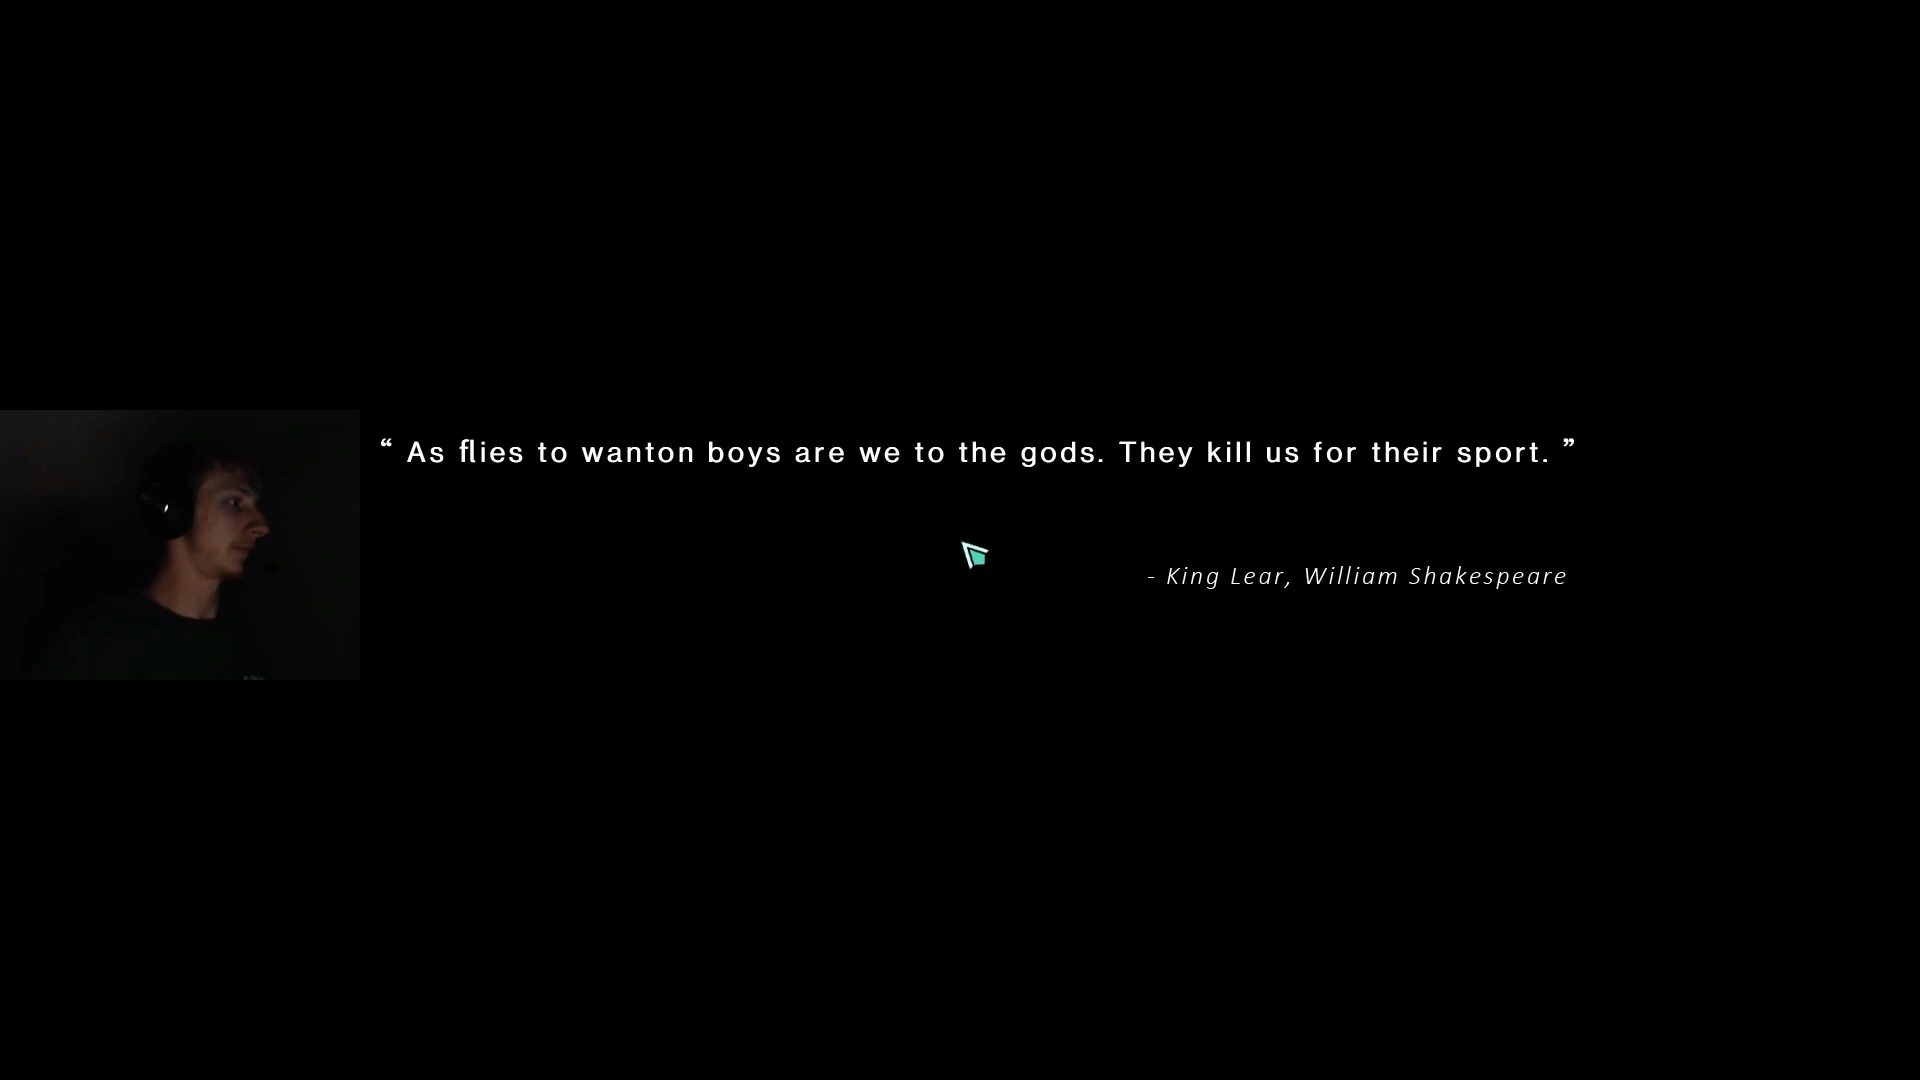 “ As flies to wanton boys are we to the gods. They kill us for their sport. ”
- King Lear, William Shakespeare